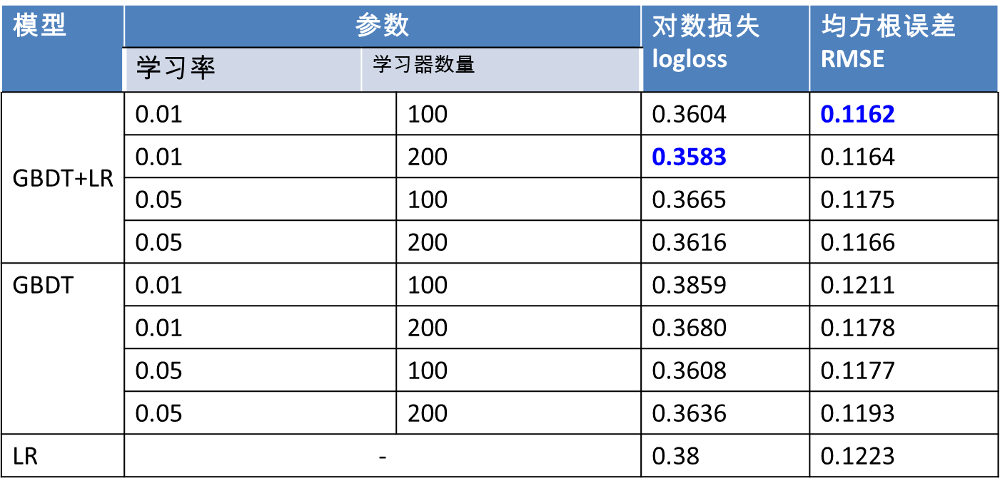 模型 参数 对数损失 logloss 均方根误差 RMSE
学习率 学习器数量
GBDT+LR 0.01 100 0.3604 0.1162
0.01 200 0.3583 0.1164
0.05 100 0.3665 0.1175
0.05 200 0.3616 0.1166
GBDT 0.01 100 0.3859 0.1211
0.01 200 0.3680 0.1178
0.05 100 0.3608 0.1177
0.05 200 0.3636 0.1193
LR - 0.38 0.1223